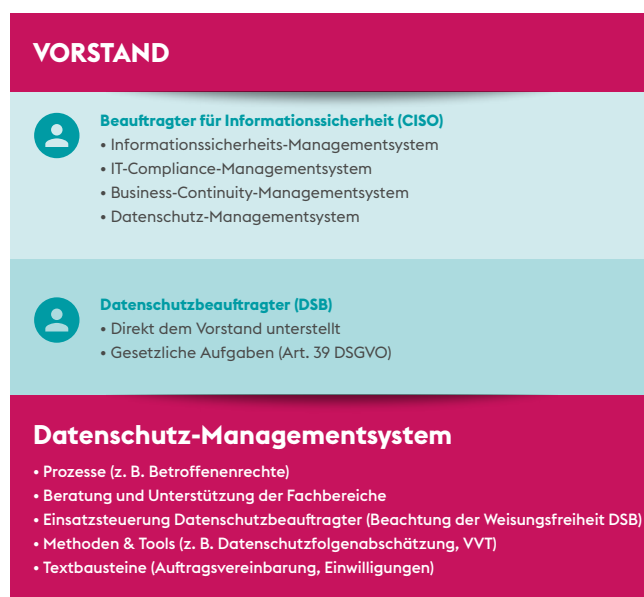 VORSTAND
Beauftragter für Informationssicherheit (CISO)
• Informationssicherheits-Managementsystem
• IT-Compliance-Managementsystem
• Business-Continuity-Managementsystem
• Datenschutz-Managementsystem
Datenschutzbeauftragter (DSB)
• Direkt dem Vorstand unterstellt
• Gesetzliche Aufgaben (Art. 39 DSGVO)
Datenschutz-Managementsystem
• Prozesse (z. B. Betroffenenrechte)
• Beratung und Unterstützung der Fachbereiche
• Einsatzsteuerung Datenschutzbeauftragter (Beachtung der Weisungsfreiheit DSB)
• Methoden & Tools (z. B. Datenschutzfolgenabschätzung, VVT)
• Textbausteine (Auftragsvereinbarung, Einwilligungen)